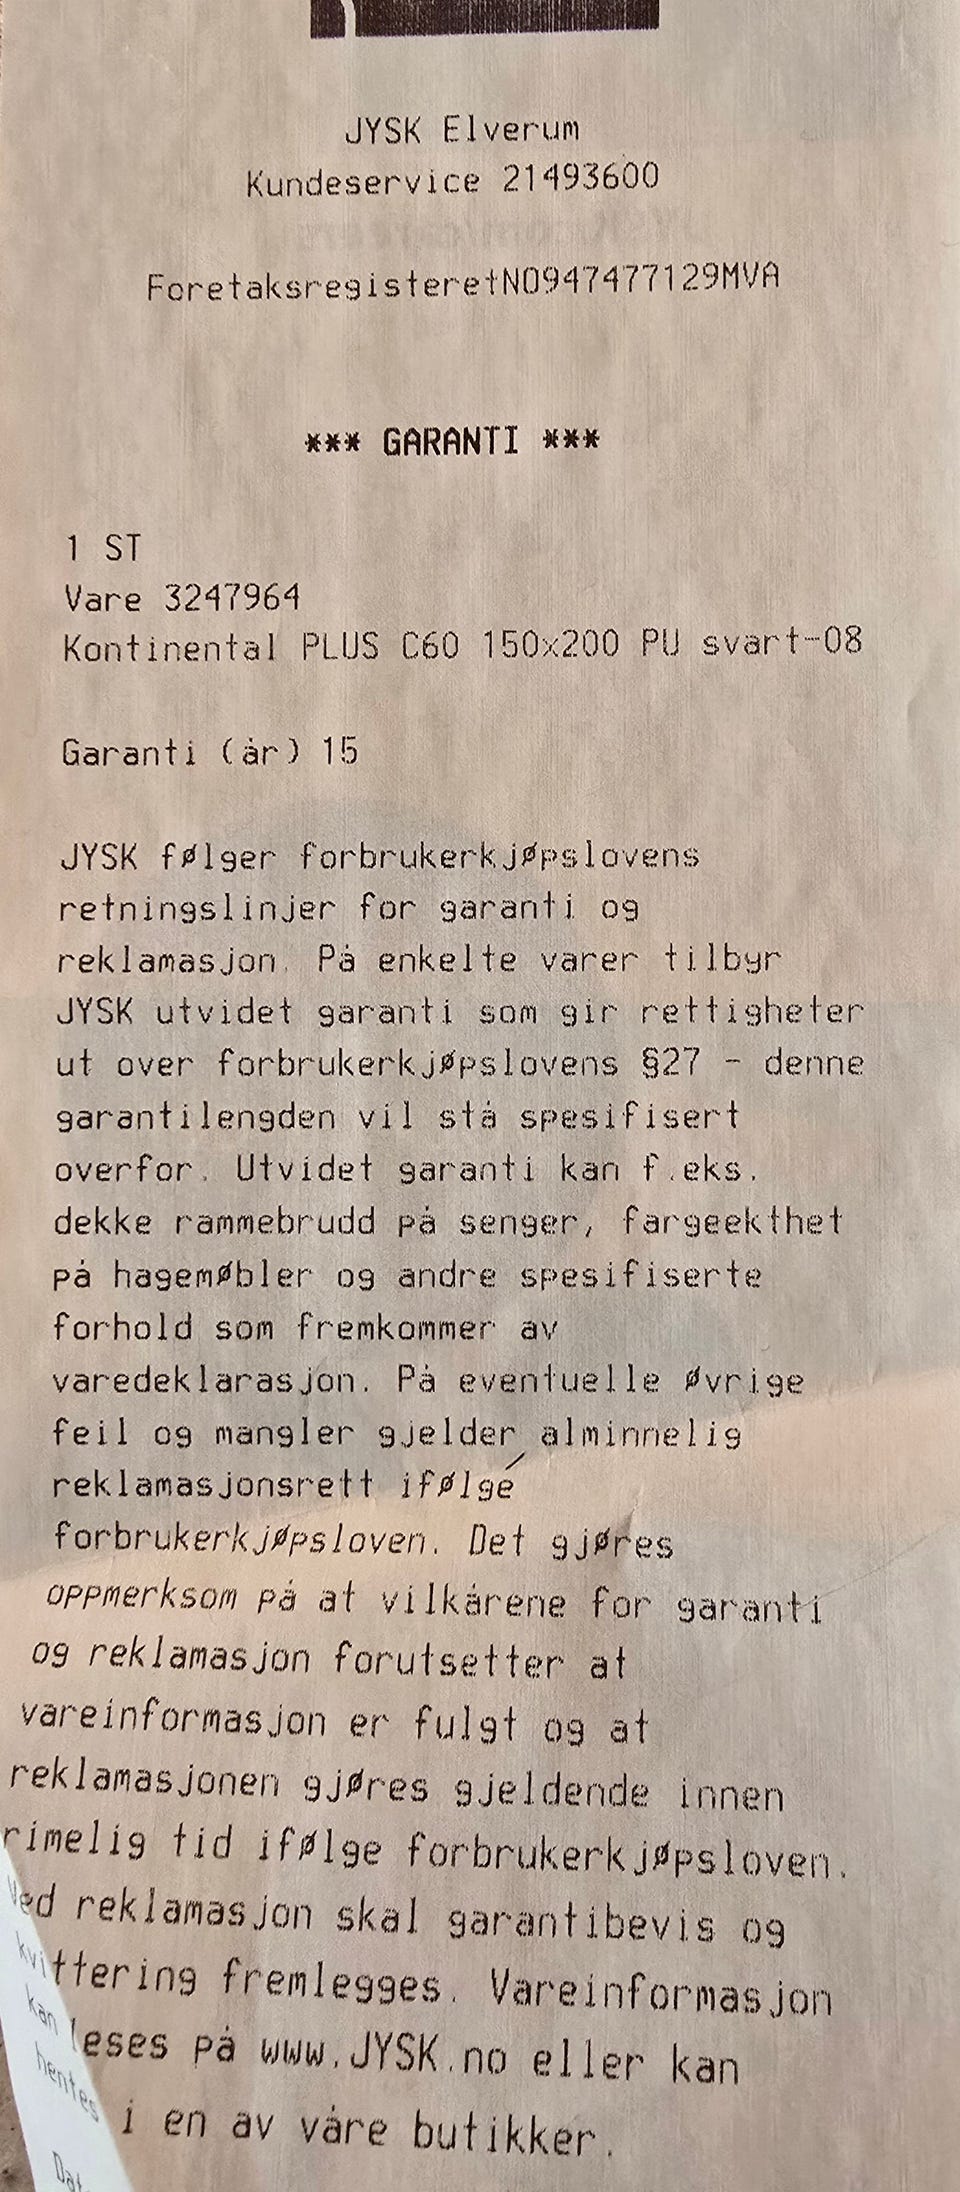 JYSK Elverum
Kundeservice 21493600
ForetaksregisteretNO947477129MVA
*** GARANTI ***
1 ST
Vare 3247964
Kontinental PLUS C60 150x200 PU svart-08
Garanti (år) 15
JYSK følger forbrukerkjøpslovens
retningslinjer for garanti og
reklamasjon. På enkelte varer tilbyr
JYSK utvidet garanti som gir rettigheter
ut over forbrukerkjøpslovens §27 - denne
garantilengden vil stå spesifisert
overfor. Utvidet garanti kan f.eks.
dekke rammebrudd på senger, fargeekthet
på hagemøbler og andre spesifiserte
forhold som fremkommer av
varedeklarasjon. På eventuelle øvrige
feil og mangler gjelder alminnelig
reklamasjonsrett ifølge
forbrukerkjøpsloven. Det gjøres
oppmerksom på at vilkårene for garanti
og reklamasjon forutsetter at
vareinformasjon er fulgt og at
reklamasjonen gjøres gjeldende innen
rimelig tid ifølge forbrukerkjøpsloven.
Ved reklamasjon skal garantibevis og
kvittering fremlegges. Vareinformasjon
kan leses på www.JYSK.no eller kan
hentes i en av våre butikker.